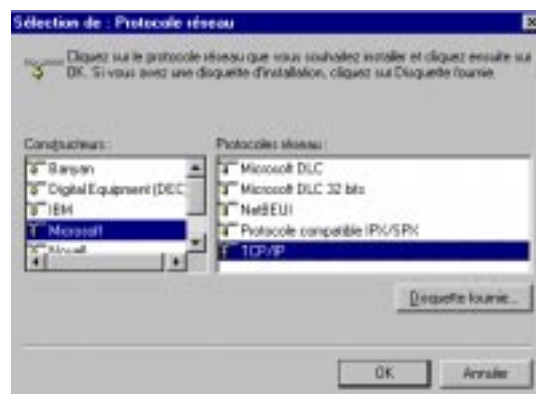 Sélection de : Protocole réseau
Cliquez sur le protocole réseau que vous souhaitez installer et cliquez ensuite sur
OK. Si vous avez une disquette d'installation, cliquez sur Disquette fournie.
Constructeurs :
Banyan
Digital Equipment (DEC
IBM
Microsoft
Novell
Protocoles réseau :
Microsoft DLC
Microsoft DLC 32 bits
NetBEUI
Protocole compatible IPX/SPX
TCP/IP
Disquette fournie...
OK
Annuler